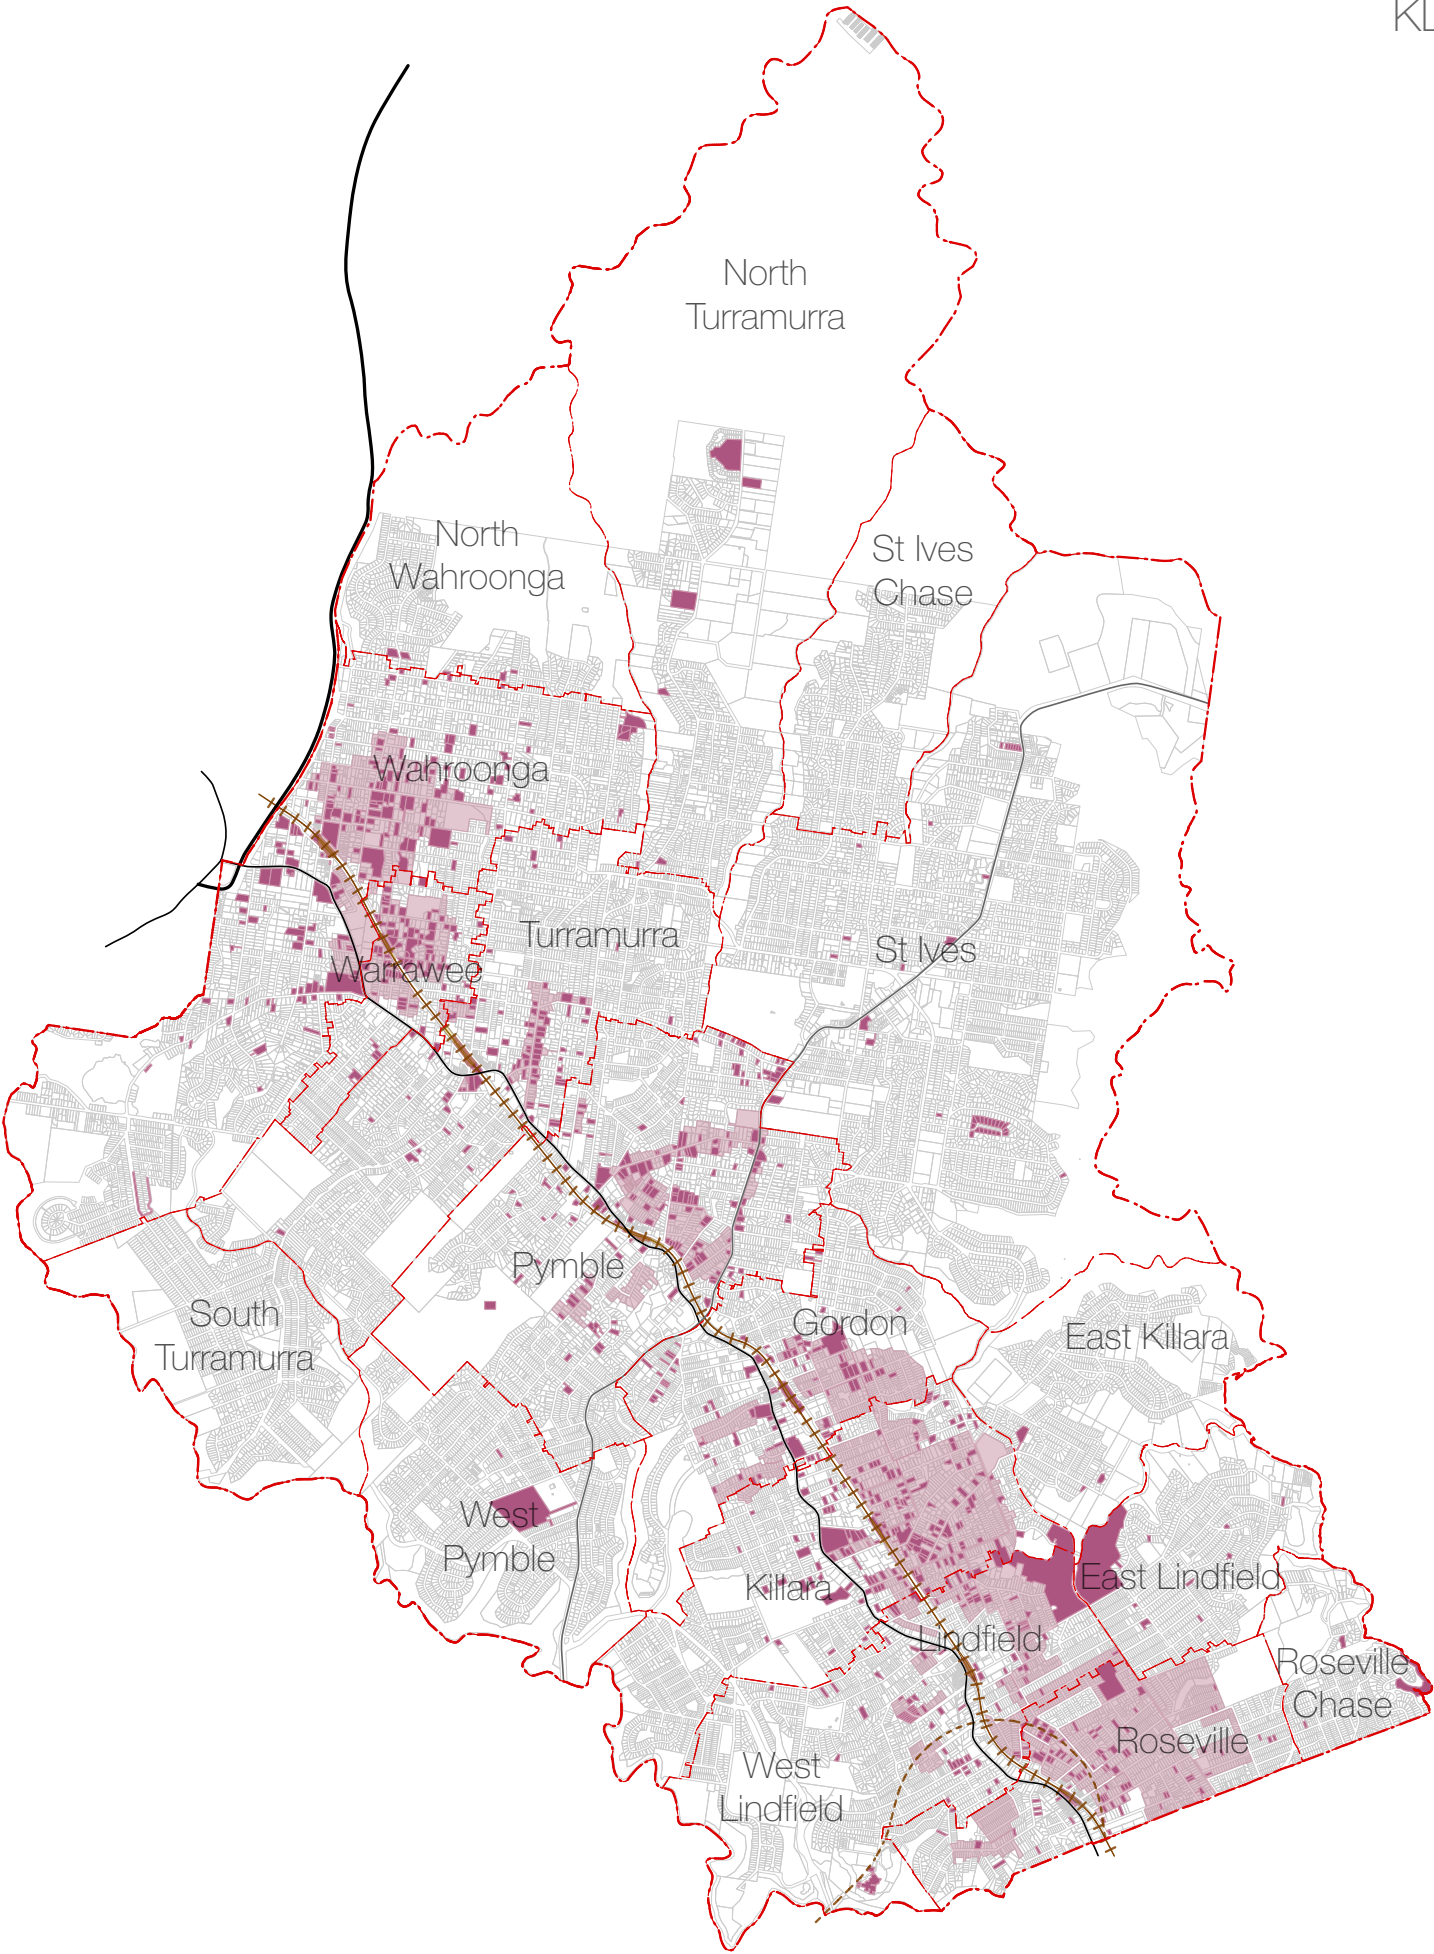 North
Turramurra
North
Wahroonga
St Ives
Chase
Wahroonga
Turramurra
St Ives
Warrawee
Pymble
Gordon
South
Turramurra
East Killara
West
Pymble
Killara
East Lindfield
Lindfield
Roseville
Chase
Roseville
West
Lindfield